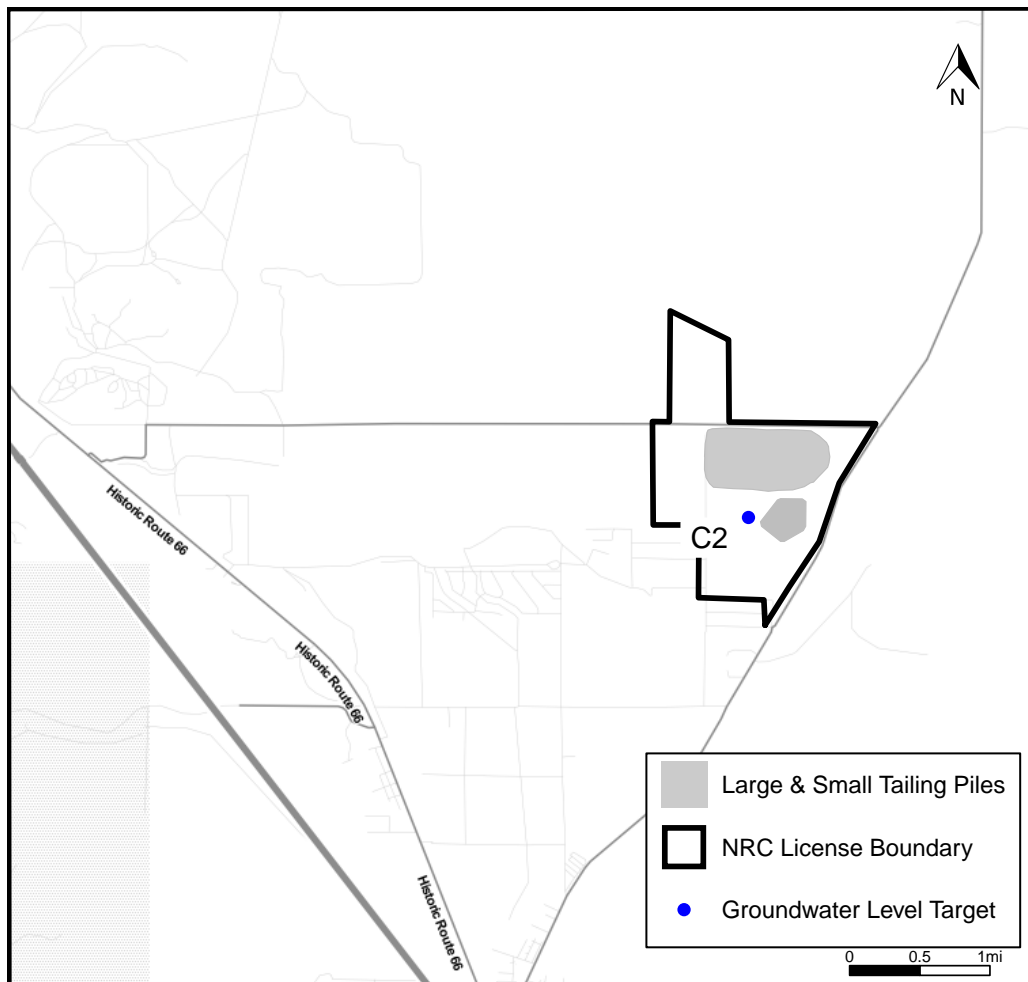 N
Historic Route 66
C2
Historic Route 66
Historic Route 66
Large & Small Tailing Piles
NRC License Boundary
Groundwater Level Target
0 0.5 1mi